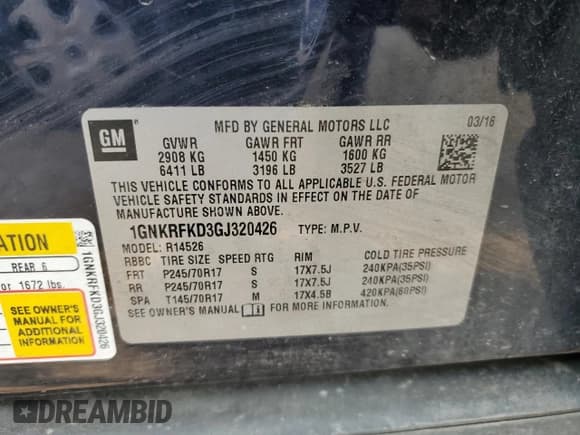 GM
MFD BY GENERAL MOTORS LLC
03/16
GVWR GAWR FRT GAWR RR
2908 KG 1450 KG 1600 KG
6411 LB 3196 LB 3527 LB
THIS VEHICLE CONFORMS TO ALL APPLICABLE U.S. FEDERAL MOTOR
VEHICLE SAFETY STANDARDS IN EFFECT ON THE DATE OF
MANUFACTURE SHOWN ABOVE.
1GNKRFKD3GJ320426 TYPE: M.P.V.
MODEL: R14526
RBBC TIRE SIZE SPEED RTG RIM COLD TIRE PRESSURE
FRT P245/70R17 S 17X7.5J 240KPA(35PSI)
RR P245/70R17 S 17X7.5J 240KPA(35PSI)
SPA T145/70R17 M 17X4.5B 420KPA(60PSI)
SEE OWNER'S MANUAL FOR MORE INFORMATION
ATION
REAR 6
or 1672 lbs.
SEE OWNER'S
MANUAL FOR
ADDITIONAL
INFORMATION
1GNKRFKD3GJ320426
DREAMBID